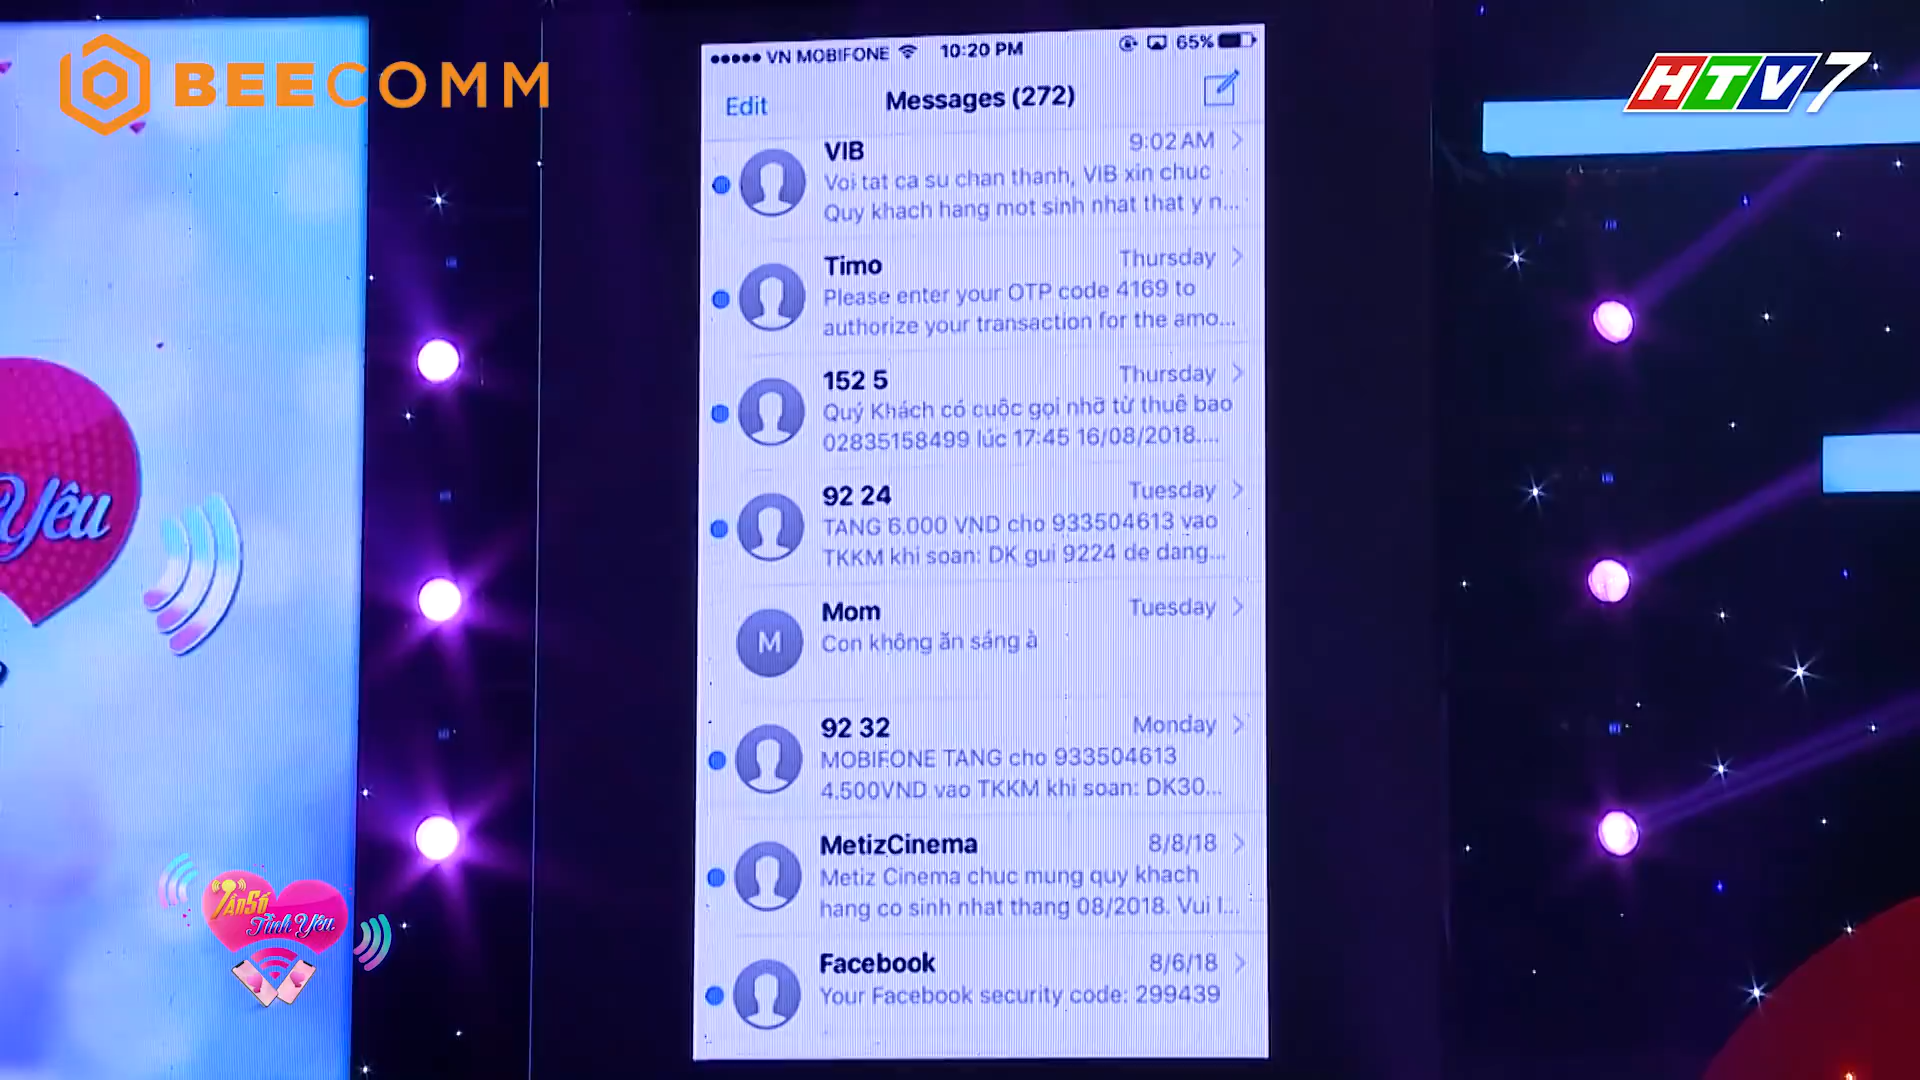 BEECOMM
HTV7
VN MOBIFONE 10:20 PM 65%
Edit Messages (272)
VIB 9:02 AM
Voi tat ca su chan thanh, VIB xin chuc
Quy khach hang mot sinh nhat that y n...
Timo Thursday
Please enter your OTP code 4169 to
authorize your transaction for the amo...
152 5 Thursday
Quý Khách có cuộc gọi nhỡ từ thuê bao
02835158499 lúc 17:45 16/08/2018....
92 24 Tuesday
TANG 6.000 VND cho 933504613 vao
TKKM khi soan: DK gui 9224 de dang...
Mom Tuesday
M
Con không ăn sáng à
92 32 Monday
MOBIFONE TANG cho 933504613
4.500VND vao TKKM khi soan: DK30...
MetizCinema 8/8/18
Metiz Cinema chuc mung quy khach
hang co sinh nhat thang 08/2018. Vui l...
Facebook 8/6/18
Your Facebook security code: 299439
Yêu
Tần Số
Tình Yêu